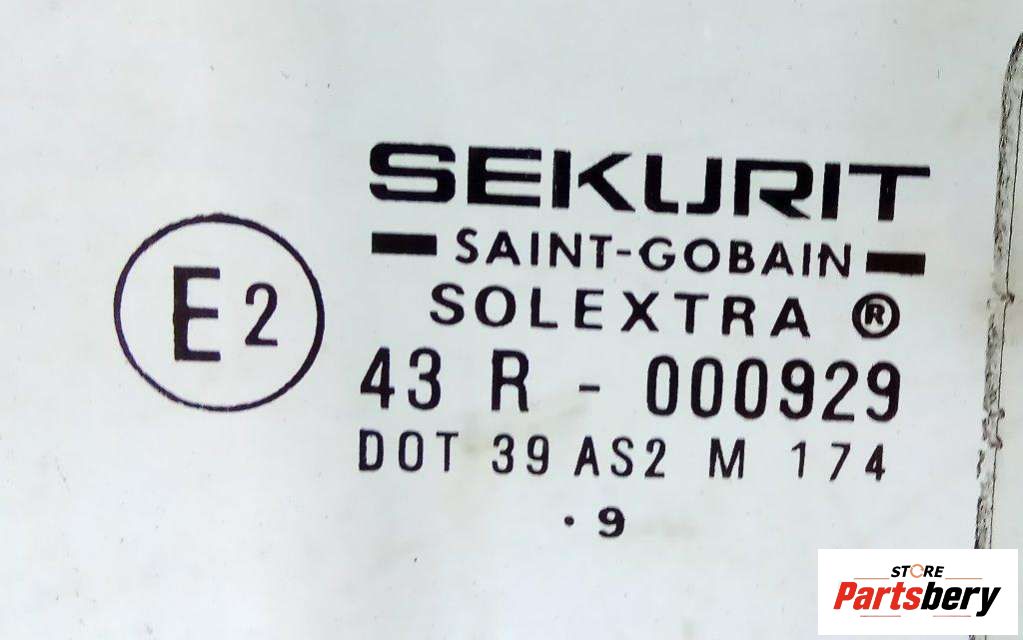 SEKURIT
SAINT-GOBAIN
SOLEXTRA ®
E2
43 R - 000929
DOT 39 AS2 M 174
. 9
STORE
Partsbery